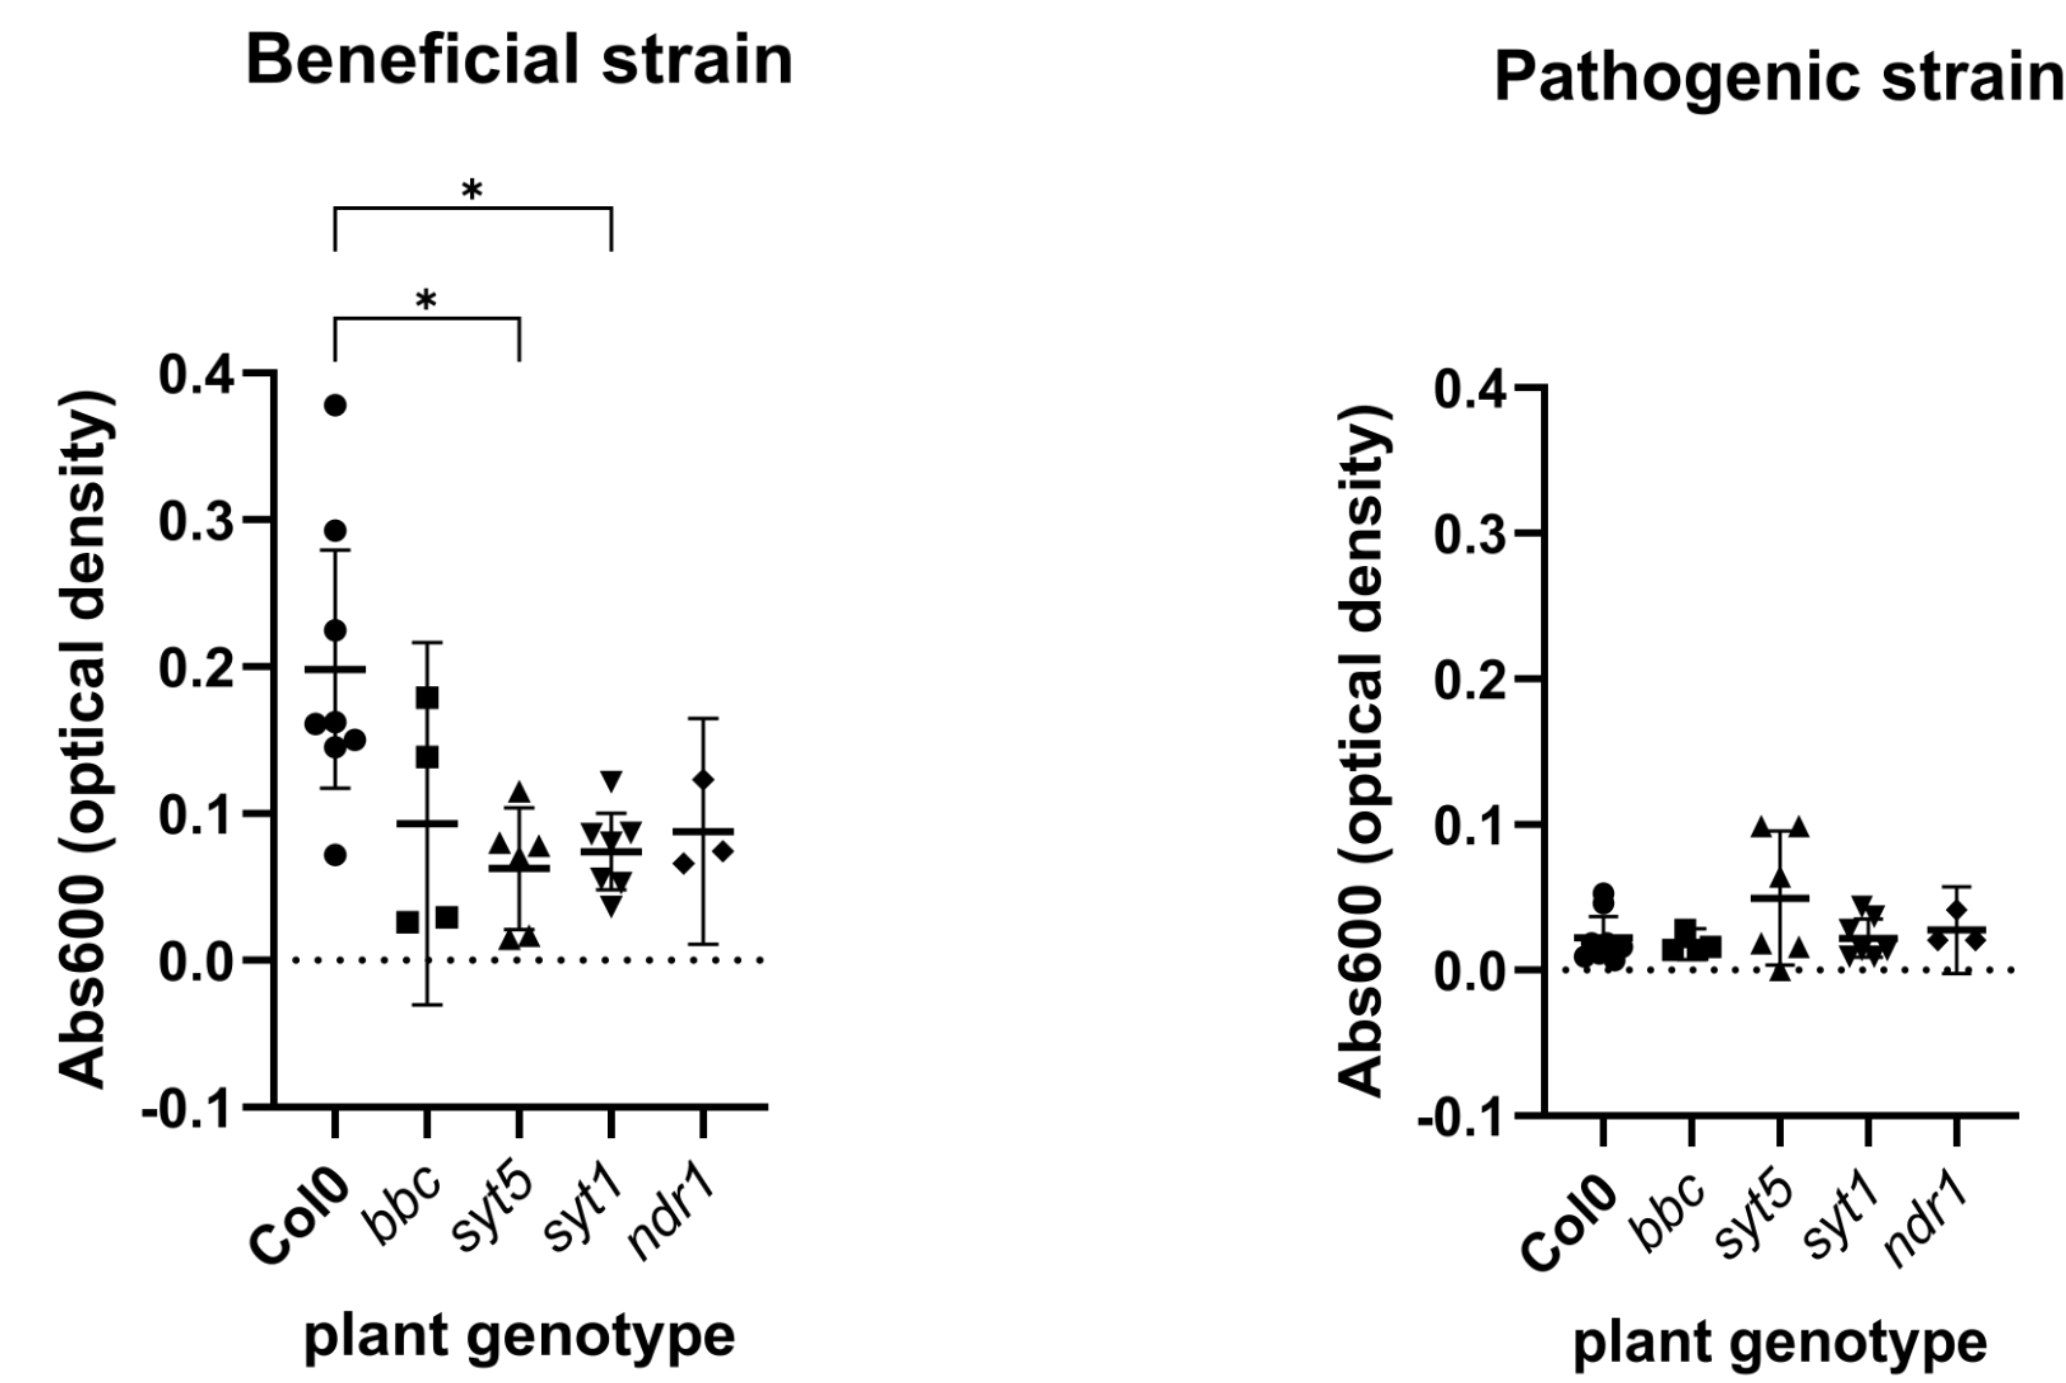 Beneficial strain
*
*
Abs600 (optical density)
0.4
0.3
0.2
0.1
0.0
-0.1
Col0
bbc
syt5
syt1
ndr1
plant genotype
Pathogenic strain
Abs600 (optical density)
0.4
0.3
0.2
0.1
0.0
-0.1
Col0
bbc
syt5
syt1
ndr1
plant genotype